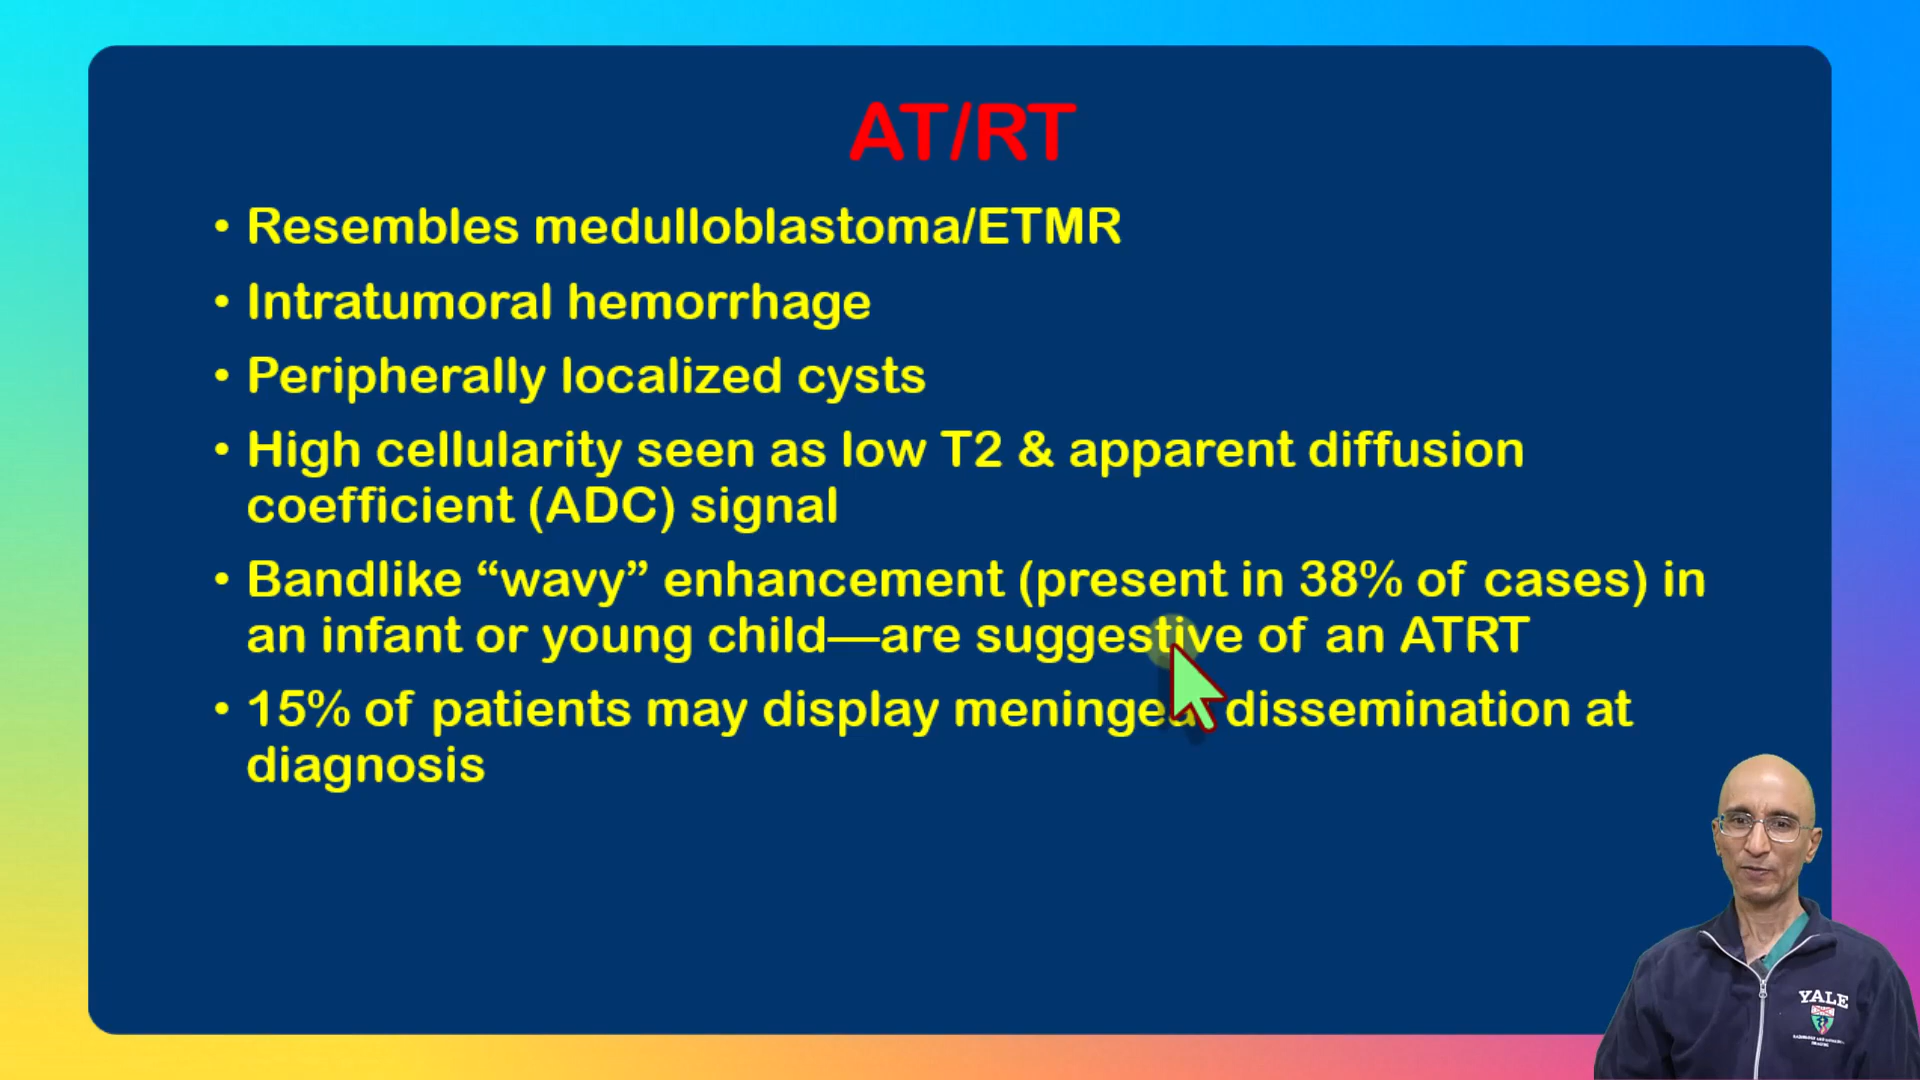 AT/RT
• Resembles medulloblastoma/ETMR
• Intratumoral hemorrhage
• Peripherally localized cysts
• High cellularity seen as low T2 & apparent diffusion
coefficient (ADC) signal
• Bandlike “wavy” enhancement (present in 38% of cases) in
an infant or young child—are suggestive of an ATRT
• 15% of patients may display meningeal dissemination at
diagnosis
YALE